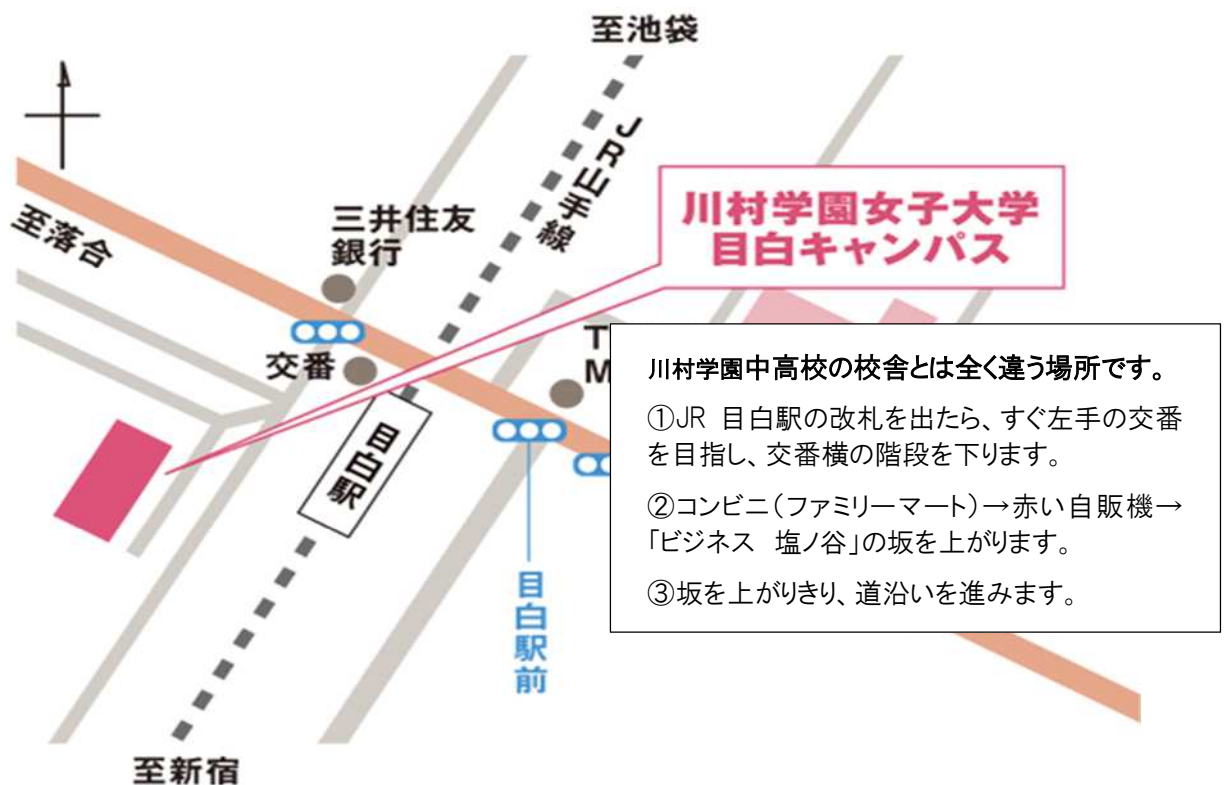 至池袋
JR山手線
至落合
三井住友
銀行
川村学園女子大学
目白キャンパス
交番
T
M
目白駅
目白駅前
至新宿
川村学園中高校の校舎とは全く違う場所です。
①JR 目白駅の改札を出たら、すぐ左手の交番
を目指し、交番横の階段を下ります。
②コンビニ(ファミリーマート)→赤い自販機→
「ビジネス 塩ノ谷」の坂を上がります。
③坂を上がりきり、道沿いを進みます。